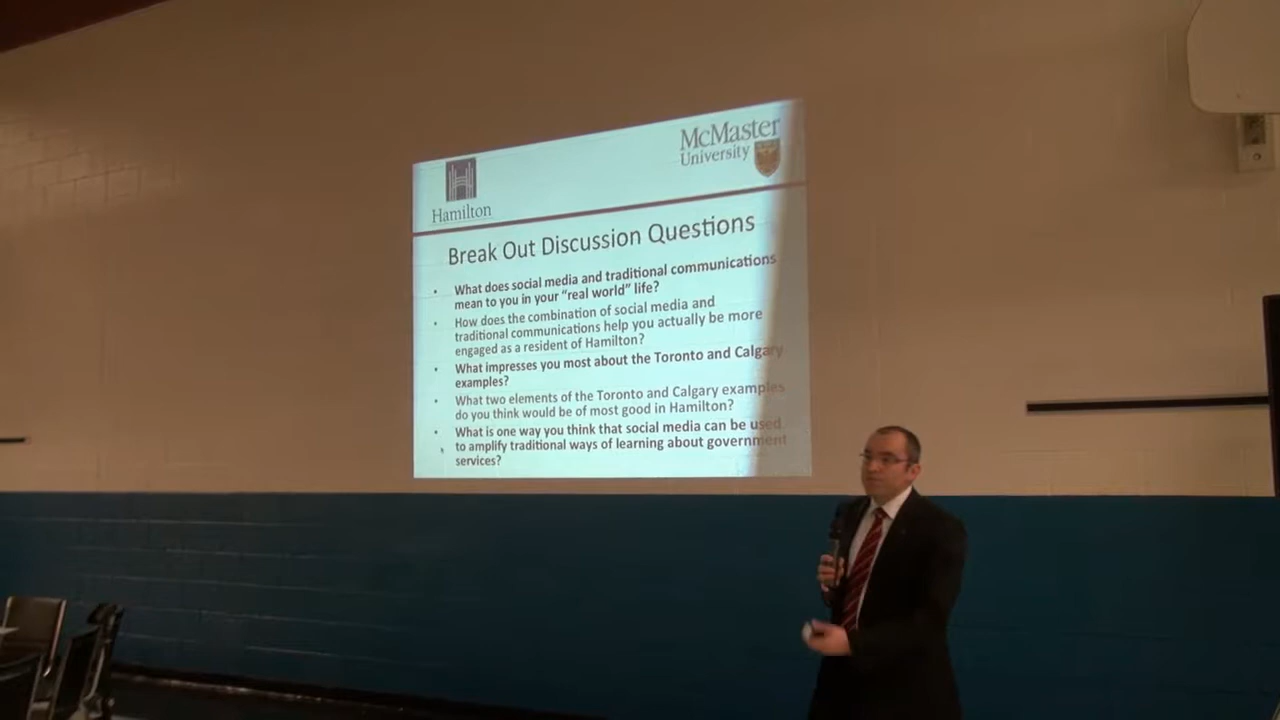 McMaster
University
Hamilton
Break Out Discussion Questions
• What does social media and traditional communications
mean to you in your “real world” life?
• How does the combination of social media and
traditional communications help you actually be more
engaged as a resident of Hamilton?
• What impresses you most about the Toronto and Calgary
examples?
• What two elements of the Toronto and Calgary examples
do you think would be of most good in Hamilton?
• What is one way you think that social media can be used
to amplify traditional ways of learning about government
services?